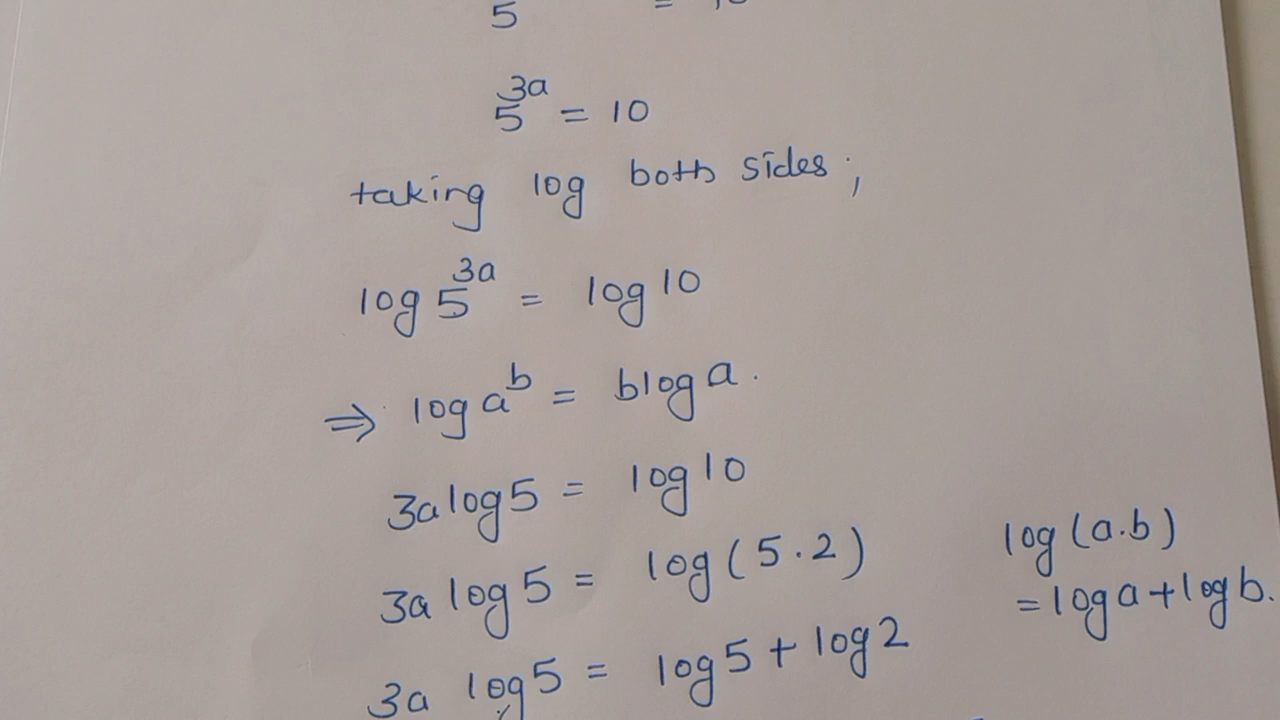 5 =
5^{3a} = 10
taking log both sides ;
log 5^{3a} = log 10
⇒ log a^b = b log a .
3a log 5 = log 10
3a log 5 = log ( 5 . 2 ) log (a.b)
= log a + log b.
3a log 5 = log 5 + log 2